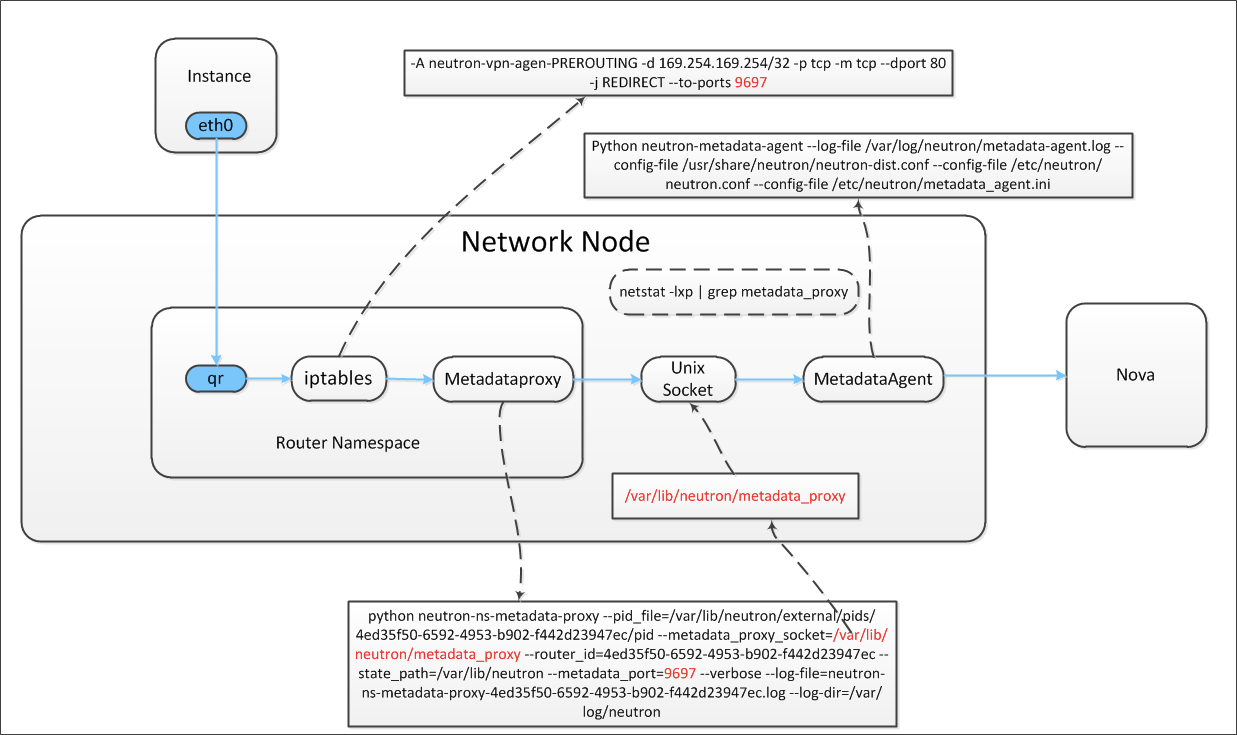 Instance
eth0
-A neutron-vpn-agen-PREROUTING -d 169.254.169.254/32 -p tcp -m tcp --dport 80
-j REDIRECT --to-ports 9697
Python neutron-metadata-agent --log-file /var/log/neutron/metadata-agent.log --
config-file /usr/share/neutron/neutron-dist.conf --config-file /etc/neutron/
neutron.conf --config-file /etc/neutron/metadata_agent.ini
Network Node
netstat -lxp | grep metadata_proxy
qr
iptables
Metadataproxy
Unix
Socket
MetadataAgent
Nova
Router Namespace
/var/lib/neutron/metadata_proxy
python neutron-ns-metadata-proxy --pid_file=/var/lib/neutron/external/pids/
4ed35f50-6592-4953-b902-f442d23947ec/pid --metadata_proxy_socket=/var/lib/
neutron/metadata_proxy --router_id=4ed35f50-6592-4953-b902-f442d23947ec --
state_path=/var/lib/neutron --metadata_port=9697 --verbose --log-file=neutron-
ns-metadata-proxy-4ed35f50-6592-4953-b902-f442d23947ec.log --log-dir=/var/
log/neutron